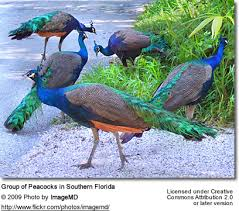 Group of Peacocks in Southern Florida
© 2009 Photo by ImageMD
http://www.flickr.com/photos/imagemd/
Licensed under Creative
Commons Attribution 2.0
or later version